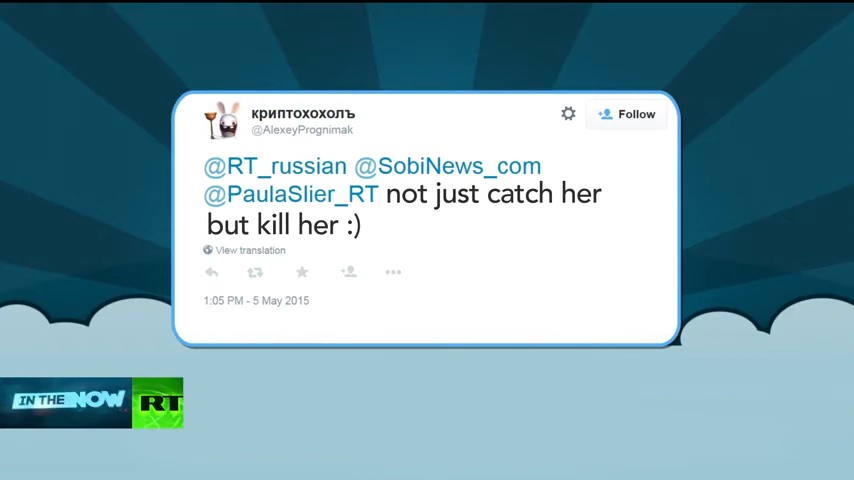 криптохохолъ
@AlexeyPrognimak
Follow
@RT_russian @SobiNews_com
@PaulaSlier_RT not just catch her
but kill her :)
View translation
1:05 PM - 5 May 2015
IN THE NOW
RT